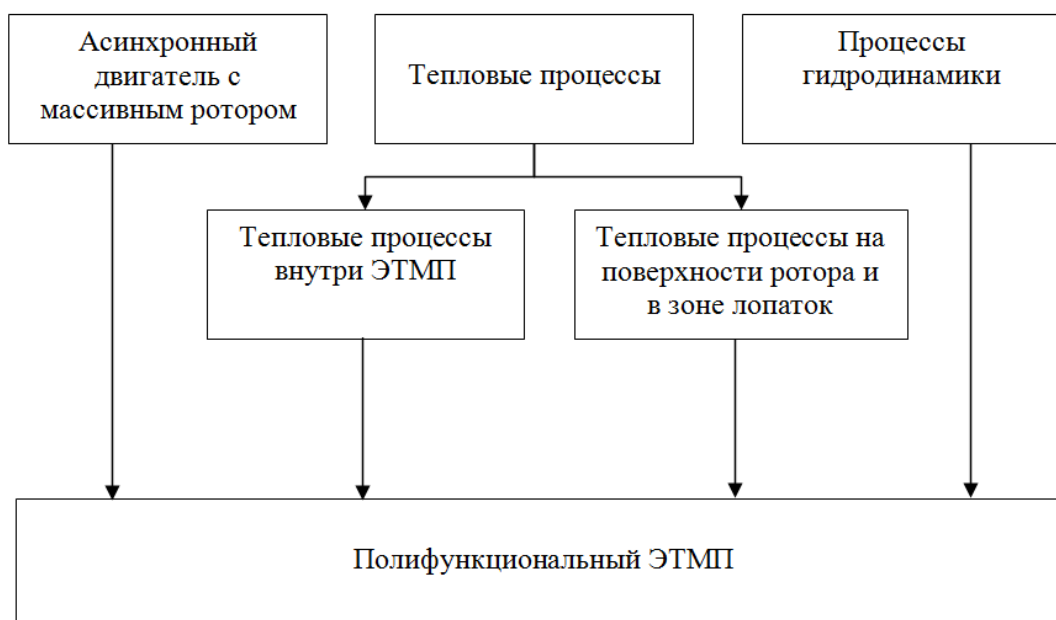 Асинхронный
двигатель с
массивным ротором
Тепловые процессы
Процессы
гидродинамики
Тепловые процессы
внутри ЭТМП
Тепловые процессы на
поверхности ротора и
в зоне лопаток
Полифункциональный ЭТМП